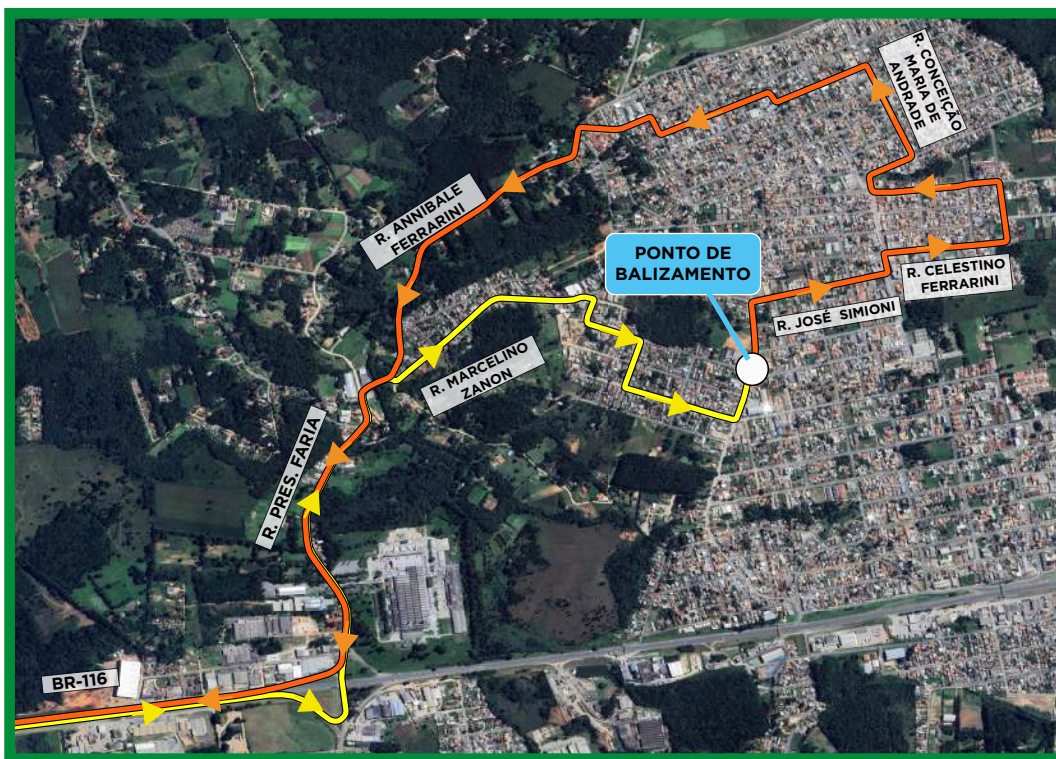 R. CONCEIÇÃO
MARIA DE
ANDRADE
R. ANNIBALE
FERRARINI
PONTO DE
BALIZAMENTO
R. CELESTINO
FERRARINI
R. JOSÉ SIMIONI
R. MARCELINO
ZANON
R. PRES. FARIA
BR-116